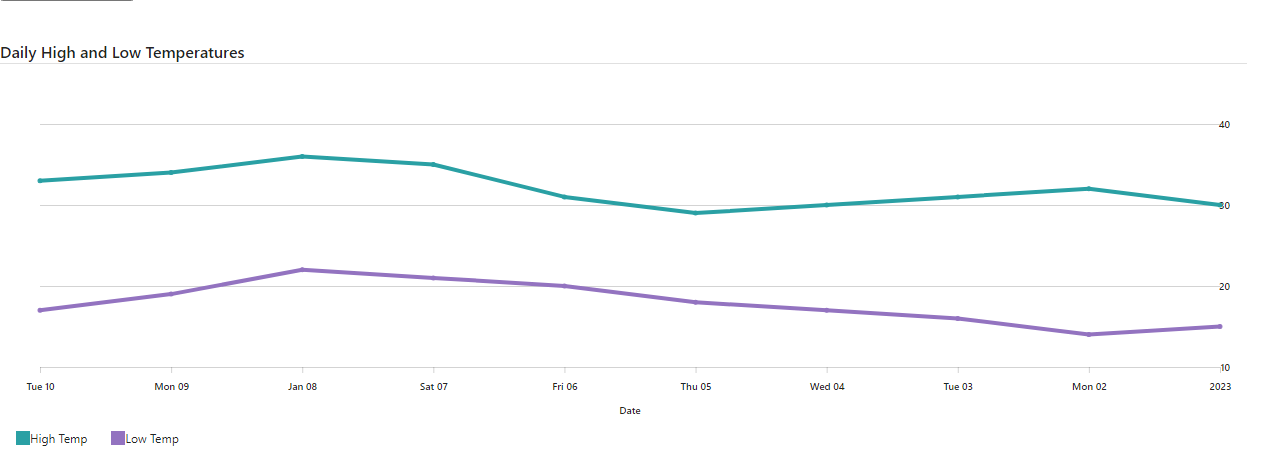 Daily High and Low Temperatures
40
30
20
10
Tue 10 Mon 09 Jan 08 Sat 07 Fri 06 Thu 05 Wed 04 Tue 03 Mon 02 2023
Date
High Temp Low Temp